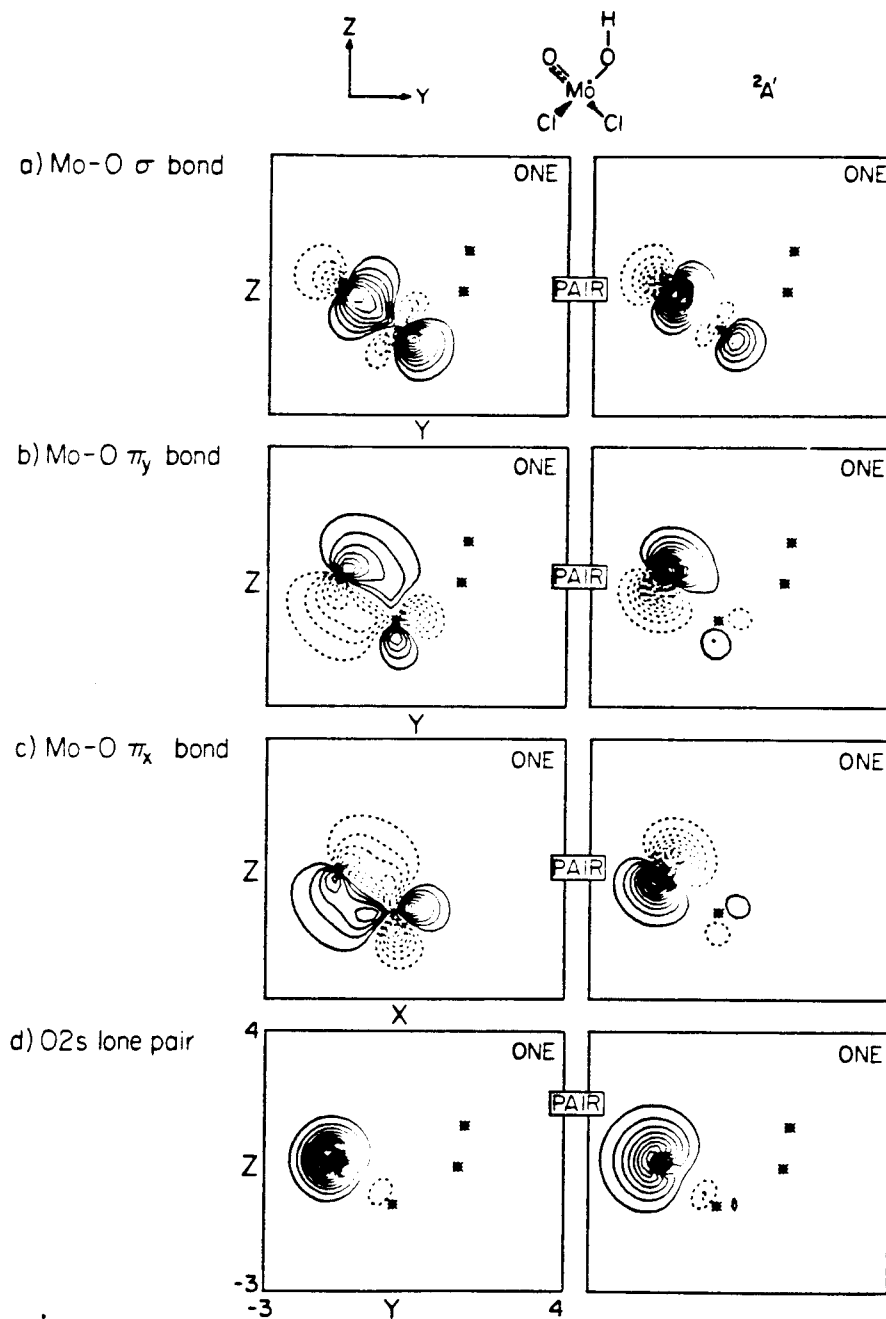 Z
Y
H
O
O
Mo
Cl Cl
²A'
a) Mo-O σ bond
ONE
ONE
Z
PAIR
Y
b) Mo-O πy bond
ONE
ONE
Z
PAIR
Y
c) Mo-O πx bond
ONE
ONE
Z
PAIR
X
d) O2s lone pair
4
ONE
ONE
PAIR
Z
-3
-3
Y
4